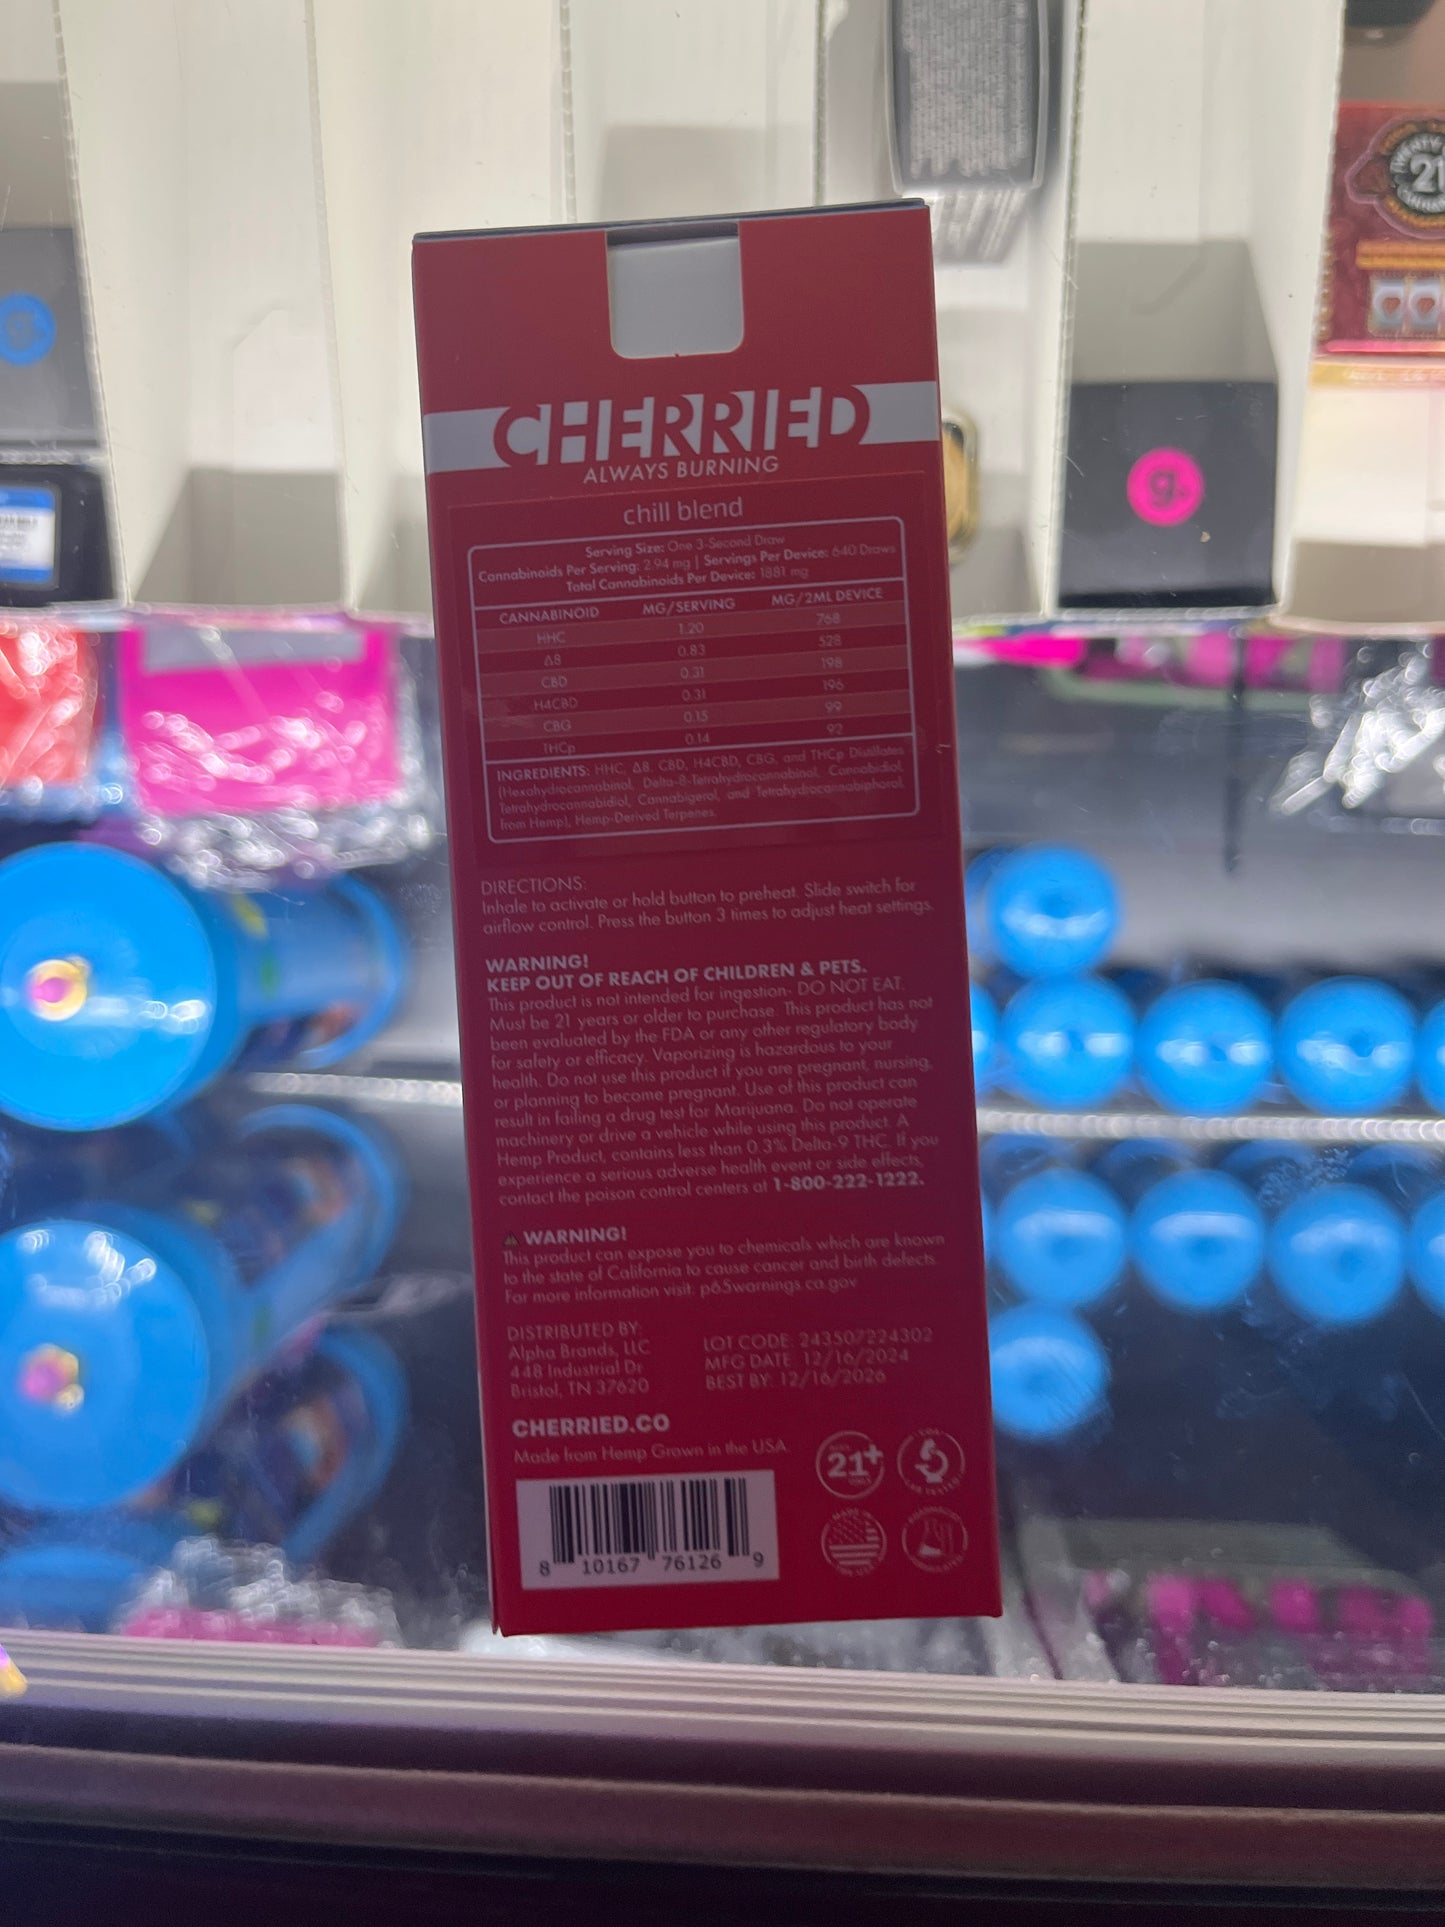 CHERRIED
ALWAYS BURNING
chill blend
Serving Size: One 3-Second Draw
Cannabinoids Per Serving: 2.94 mg | Servings Per Device: 640 Draws
Total Cannabinoids Per Device: 1881 mg
CANNABINOID MG/SERVING MG/2ML DEVICE
HHC 1.20 768
Δ8 0.83 528
CBD 0.31 198
H4CBD 0.31 196
CBG 0.15 99
THCp 0.14 92
INGREDIENTS: HHC, Δ8, CBD, H4CBD, CBG, and THCp Distillates
(Hexahydrocannabinol, Delta-8-Tetrahydrocannabinol, Cannabidiol,
Tetrahydrocannabidiol, Cannabigerol, and Tetrahydrocannabiphorol,
from Hemp), Hemp-Derived Terpenes.
DIRECTIONS:
Inhale to activate or hold button to preheat. Slide switch for
airflow control. Press the button 3 times to adjust heat settings.
WARNING!
KEEP OUT OF REACH OF CHILDREN & PETS.
This product is not intended for ingestion- DO NOT EAT.
Must be 21 years or older to purchase. This product has not
been evaluated by the FDA or any other regulatory body
for safety or efficacy. Vaporizing is hazardous to your
health. Do not use this product if you are pregnant, nursing,
or planning to become pregnant. Use of this product can
result in failing a drug test for Marijuana. Do not operate
machinery or drive a vehicle while using this product. A
Hemp Product, contains less than 0.3% Delta-9 THC. If you
experience a serious adverse health event or side effects,
contact the poison control centers at 1-800-222-1222.
⚠ WARNING!
This product can expose you to chemicals which are known
to the state of California to cause cancer and birth defects.
For more information visit: p65warnings.ca.gov
DISTRIBUTED BY:
Alpha Brands, LLC
448 Industrial Dr
Bristol, TN 37620
LOT CODE: 243507224302
MFG DATE: 12/16/2024
BEST BY: 12/16/2026
CHERRIED.CO
Made from Hemp Grown in the USA
21+
LAB TESTED
MADE IN
THE USA
8 10167 76126 9
g.
21